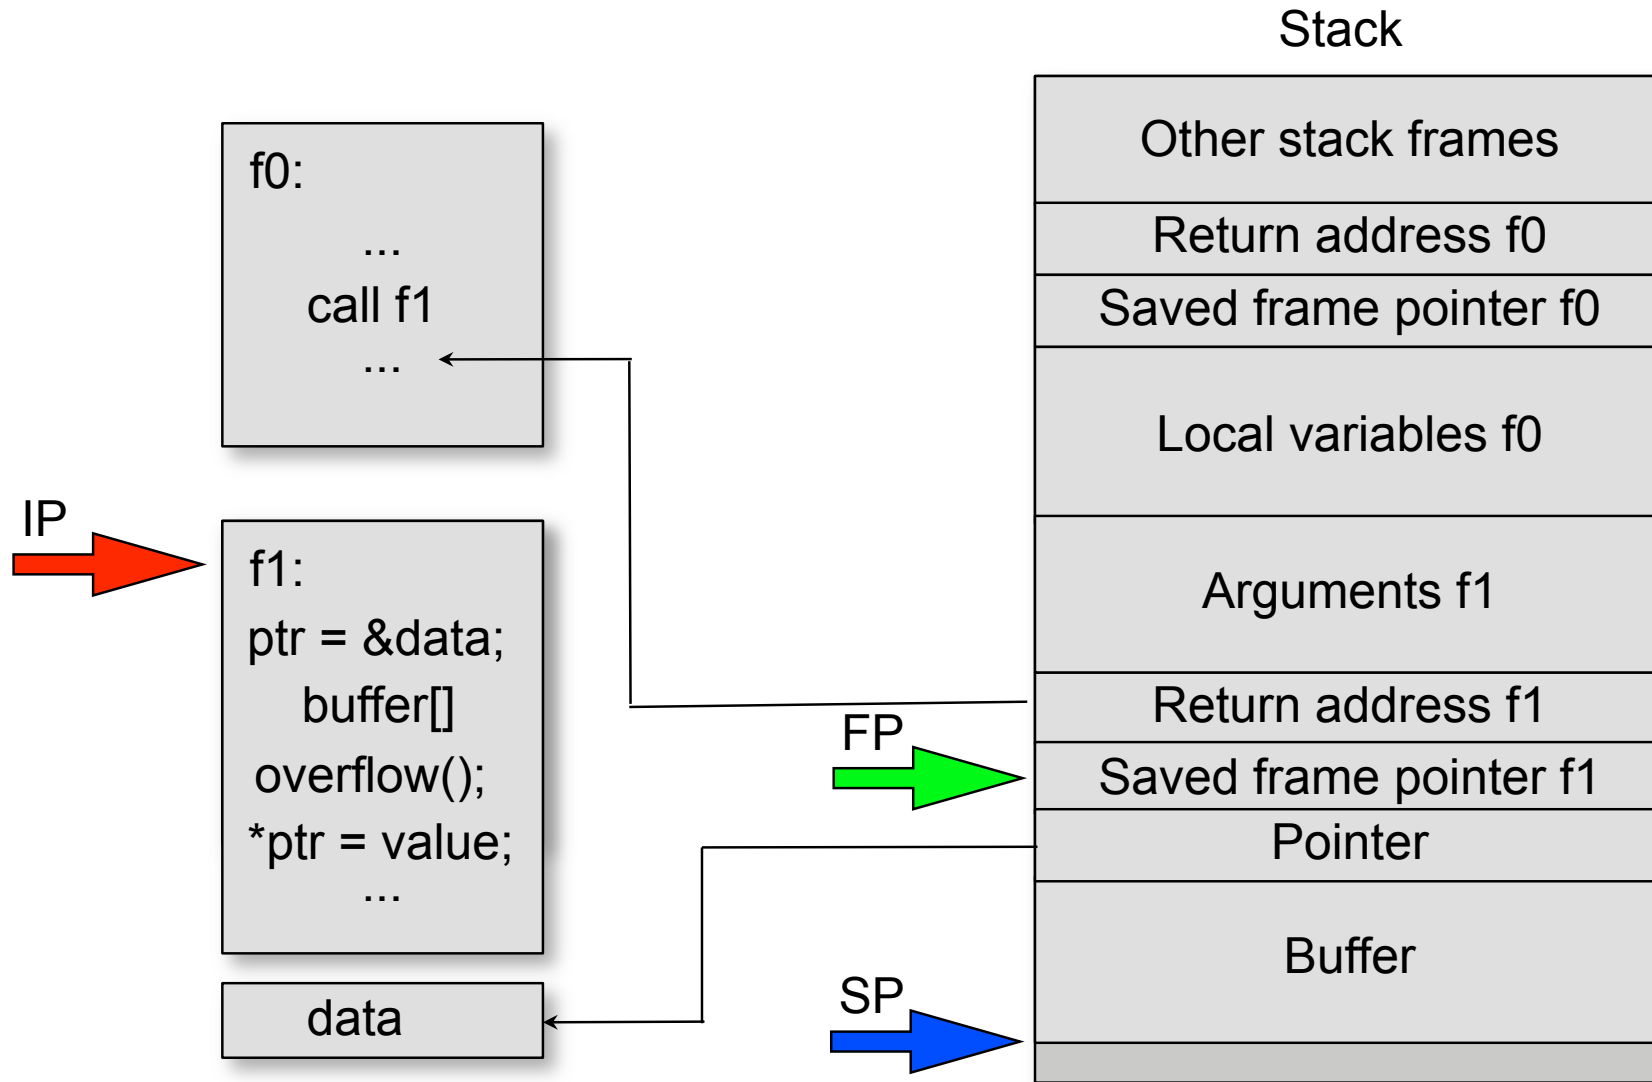 Stack
f0:
...
call f1
...
IP
f1:
ptr = &data;
buffer[]
overflow();
*ptr = value;
...
data
FP
SP
Other stack frames
Return address f0
Saved frame pointer f0
Local variables f0
Arguments f1
Return address f1
Saved frame pointer f1
Pointer
Buffer